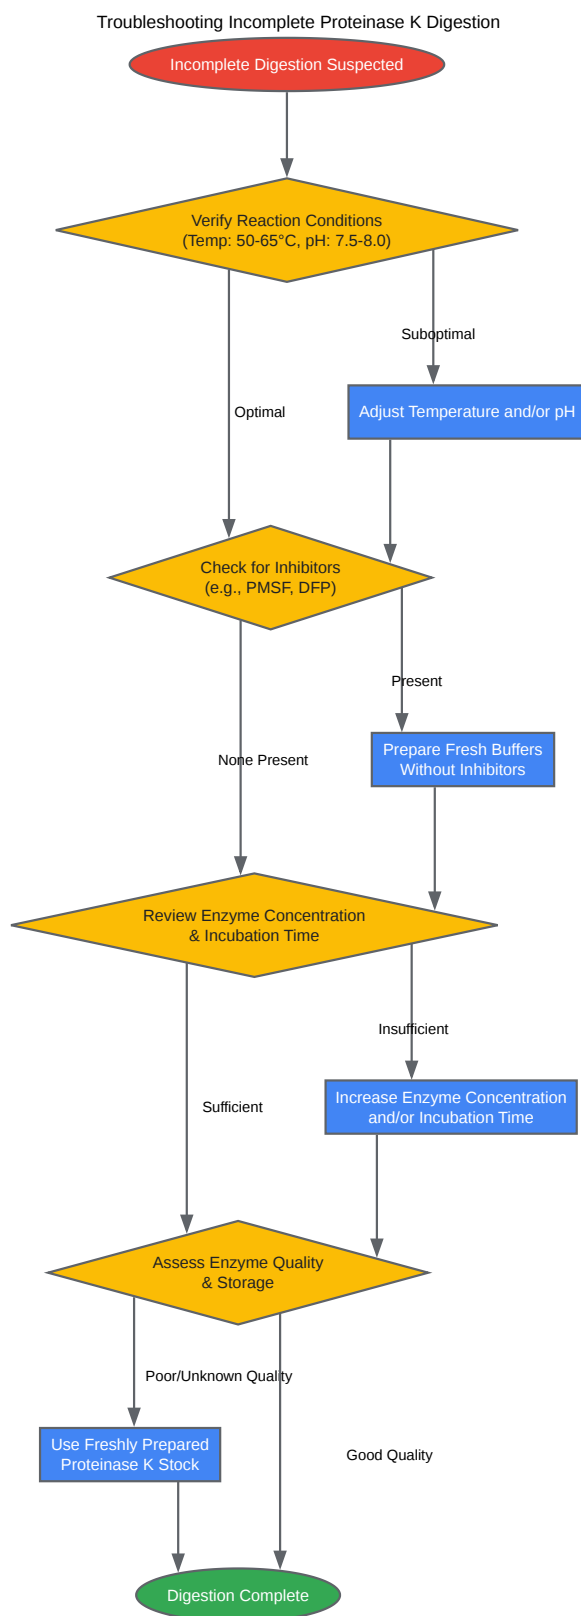 Troubleshooting Incomplete Proteinase K Digestion
Incomplete Digestion Suspected
Verify Reaction Conditions
(Temp: 50-65°C, pH: 7.5-8.0)
Suboptimal
Optimal
Adjust Temperature and/or pH
Check for Inhibitors
(e.g., PMSF, DFP)
Present
None Present
Prepare Fresh Buffers
Without Inhibitors
Review Enzyme Concentration
& Incubation Time
Insufficient
Sufficient
Increase Enzyme Concentration
and/or Incubation Time
Assess Enzyme Quality
& Storage
Poor/Unknown Quality
Good Quality
Use Freshly Prepared
Proteinase K Stock
Digestion Complete